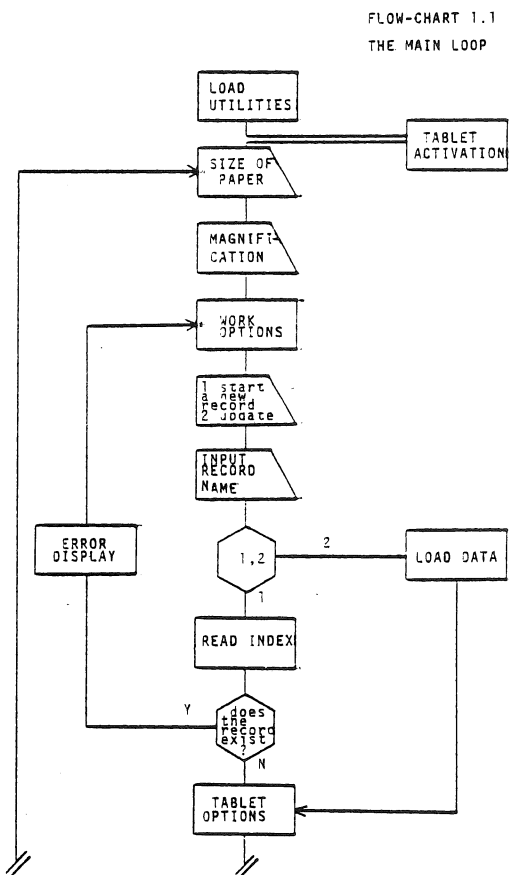 FLOW-CHART 1.1
THE MAIN LOOP
LOAD
UTILITIES
TABLET
ACTIVATION
SIZE OF
PAPER
MAGNIFI-
CATION
WORK
OPTIONS
1 start
a new
record
2 update
INPUT
RECORD
NAME
ERROR
DISPLAY
1,2
2
LOAD DATA
1
READ INDEX
Y
does
the
record
exist
?
N
TABLET
OPTIONS